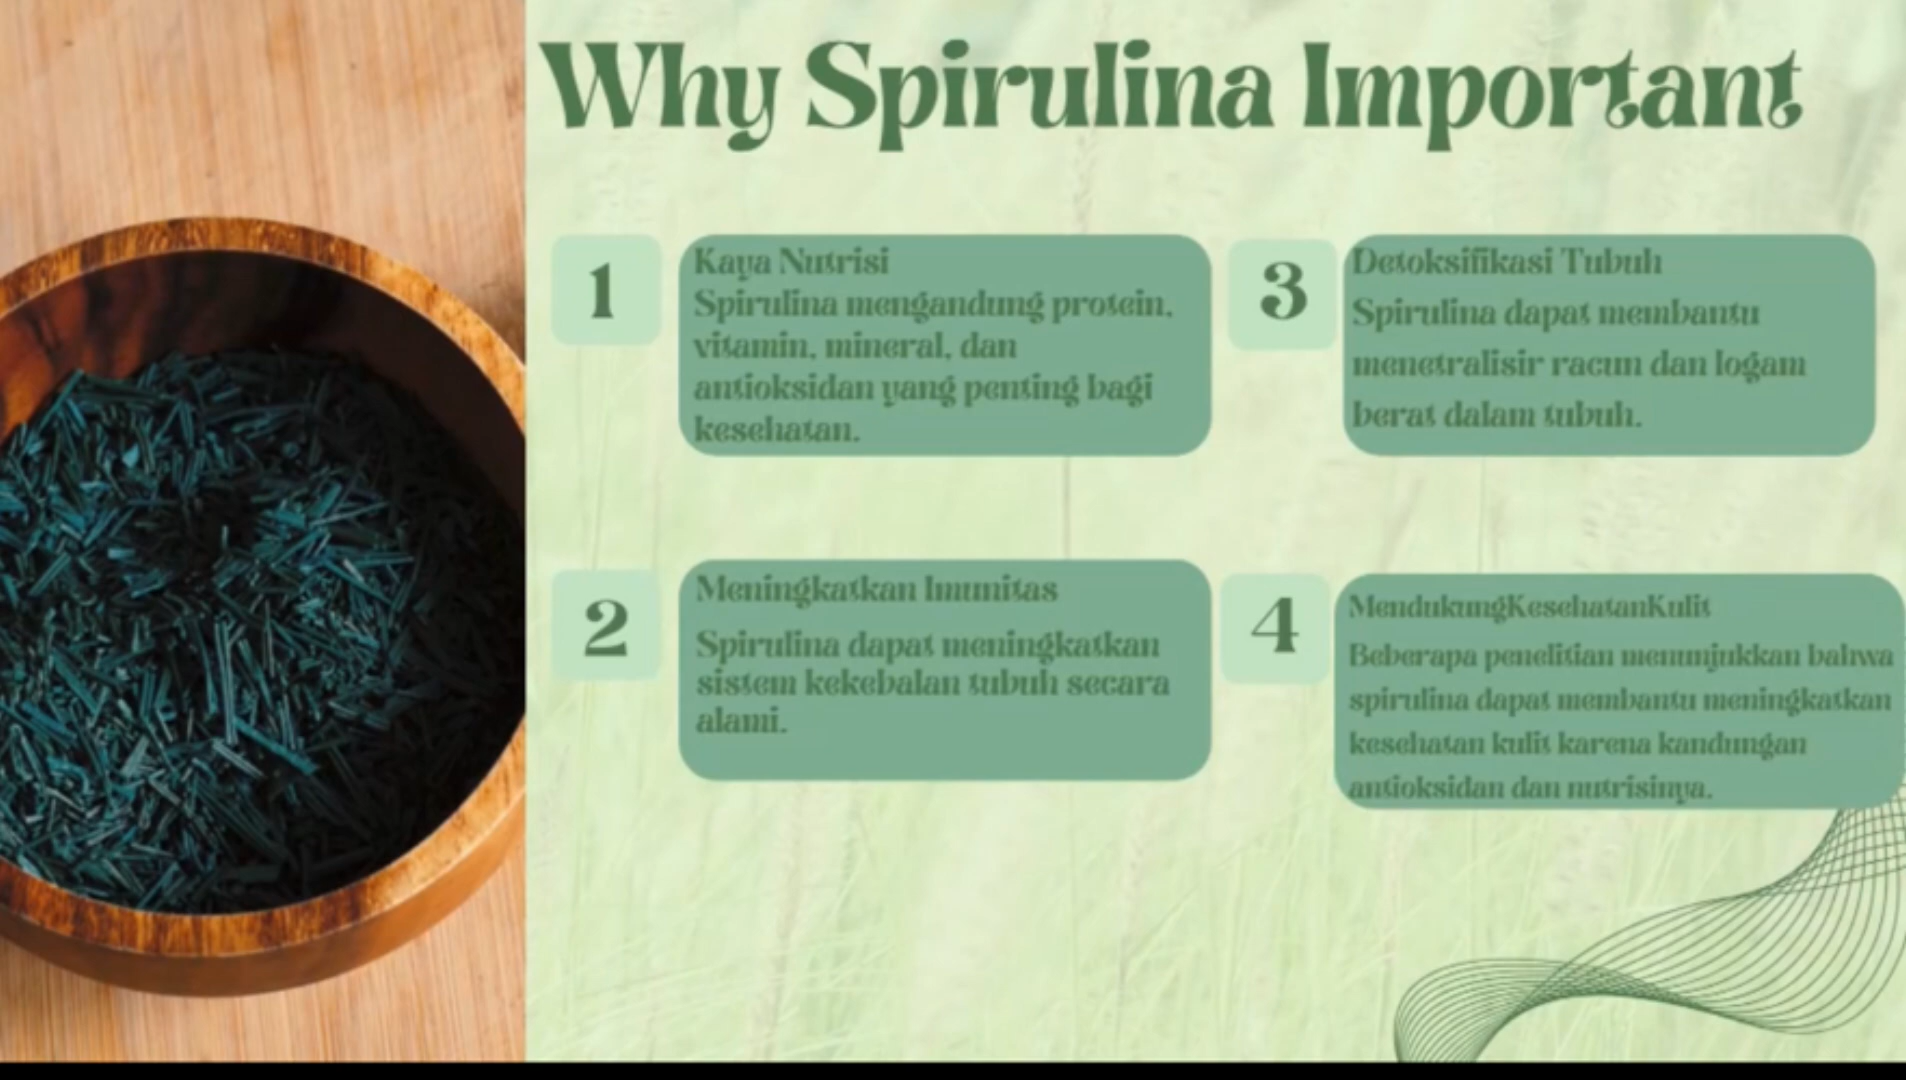 Why Spirulina Important
1
Kaya Nutrisi
Spirulina mengandung protein,
vitamin, mineral, dan
antioksidan yang penting bagi
kesehatan.
2
Meningkatkan Imunitas
Spirulina dapat meningkatkan
sistem kekebalan tubuh secara
alami.
3
Detoksifikasi Tubuh
Spirulina dapat membantu
menetralisir racun dan logam
berat dalam tubuh.
4
MendukungKesehatanKulit
Beberapa penelitian menunjukkan bahwa
spirulina dapat membantu meningkatkan
kesehatan kulit karena kandungan
antioksidan dan nutrisinya.